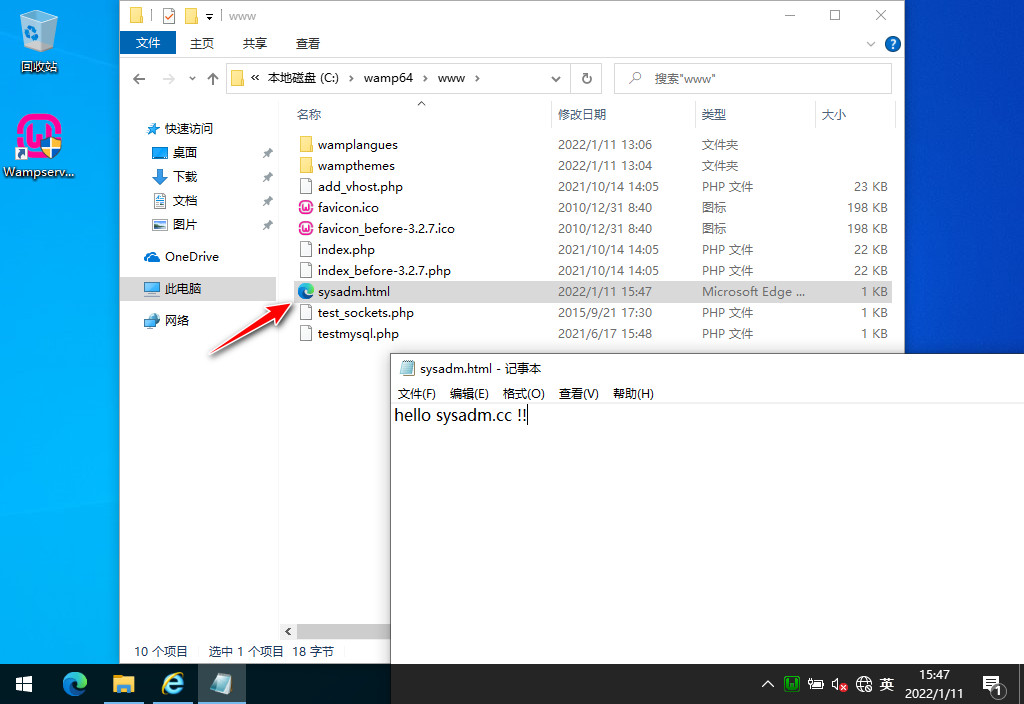 回收站
Wampserv...
www
文件 主页 共享 查看
« 本地磁盘 (C:) › wamp64 › www ›
搜索"www"
名称 修改日期 类型 大小
快速访问
桌面
下载
文档
图片
OneDrive
此电脑
网络
wamplangues 2022/1/11 13:06 文件夹
wampthemes 2022/1/11 13:04 文件夹
add_vhost.php 2021/10/14 14:05 PHP 文件 23 KB
favicon.ico 2010/12/31 8:40 图标 198 KB
favicon_before-3.2.7.ico 2010/12/31 8:40 图标 198 KB
index.php 2021/10/14 14:05 PHP 文件 22 KB
index_before-3.2.7.php 2021/10/14 14:05 PHP 文件 22 KB
sysadm.html 2022/1/11 15:47 Microsoft Edge ... 1 KB
test_sockets.php 2015/9/21 17:30 PHP 文件 1 KB
testmysql.php 2021/6/17 15:48 PHP 文件 1 KB
sysadm.html - 记事本
文件(F) 编辑(E) 格式(O) 查看(V) 帮助(H)
hello sysadm.cc !!
10 个项目 选中 1 个项目 18 字节
英
15:47
2022/1/11
1